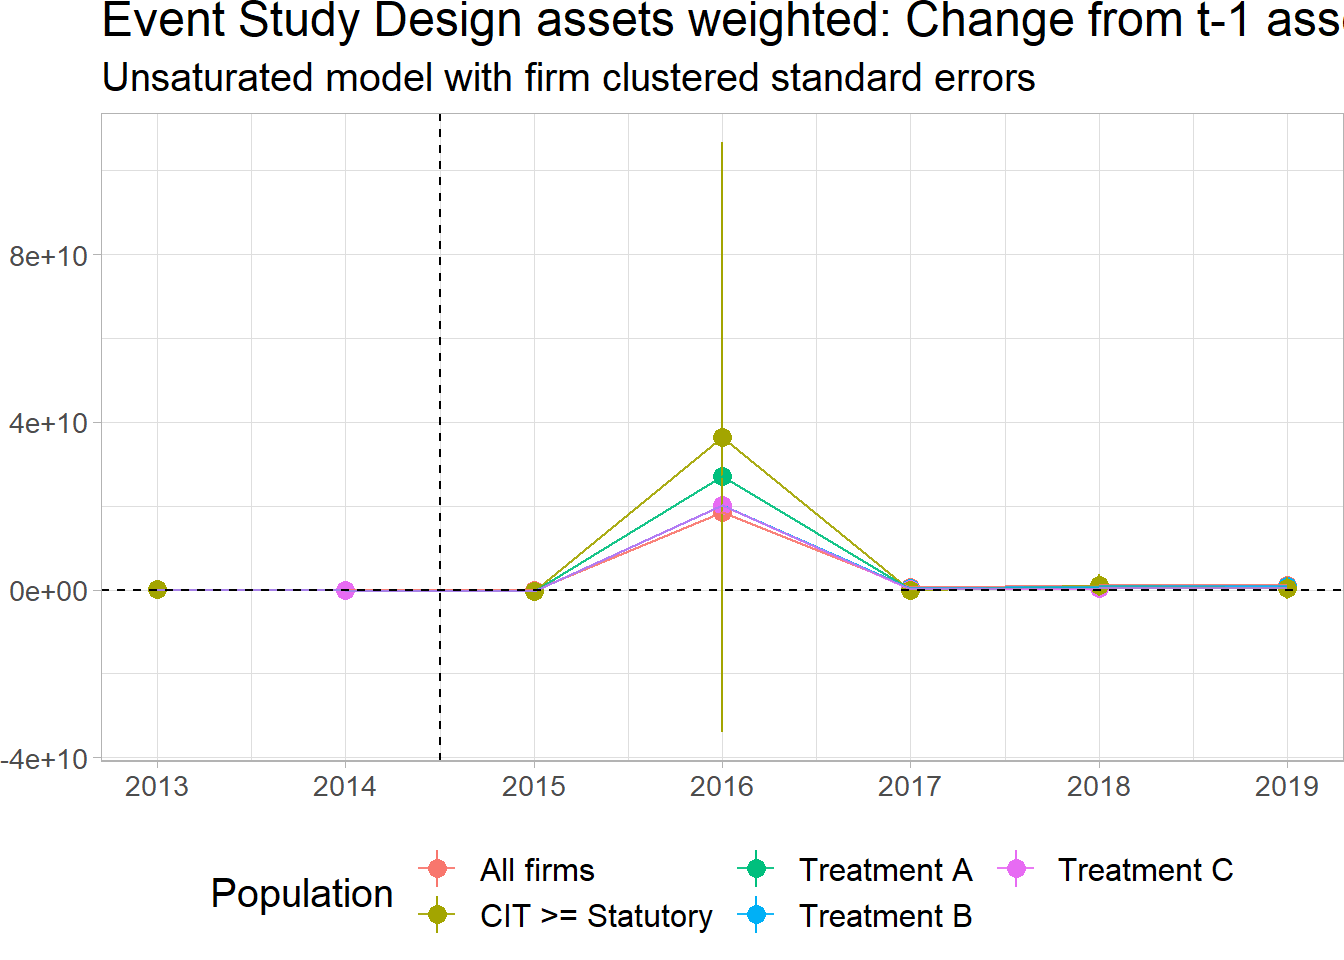 Event Study Design assets weighted: Change from t-1
Unsaturated model with firm clustered standard errors
8e+10
4e+10
0e+00
-4e+10
2013 2014 2015 2016 2017 2018 2019
Population
All firms
CIT >= Statutory
Treatment A
Treatment B
Treatment C